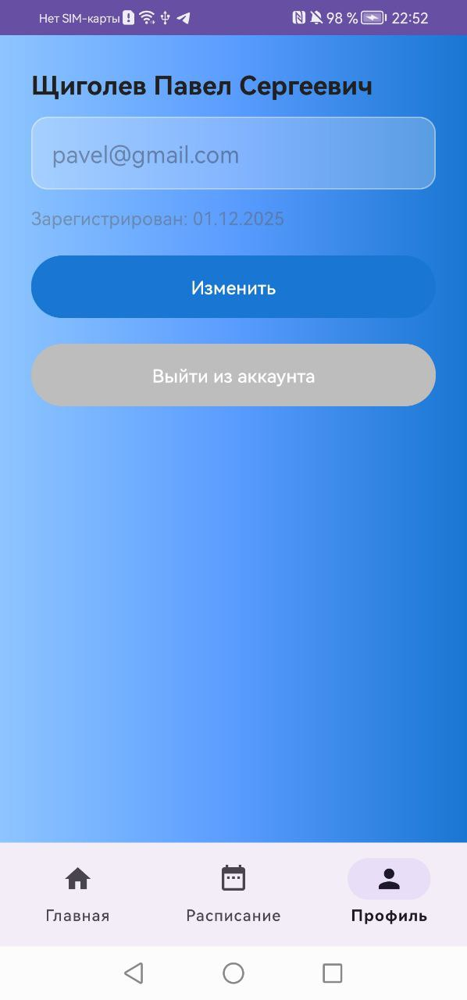 Нет SIM-карты 98 % 22:52
Щиголев Павел Сергеевич
pavel@gmail.com
Зарегистрирован: 01.12.2025
Изменить
Выйти из аккаунта
Главная Расписание Профиль